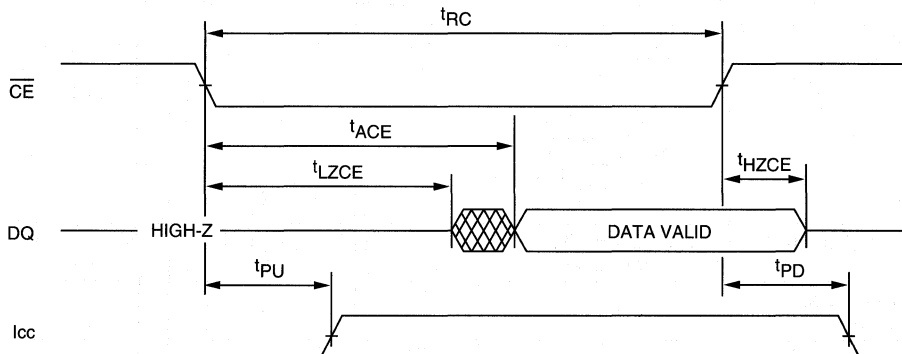 tRC
CE
tACE
tLZCE
tHZCE
DQ
HIGH-Z
DATA VALID
tPU
tPD
Icc